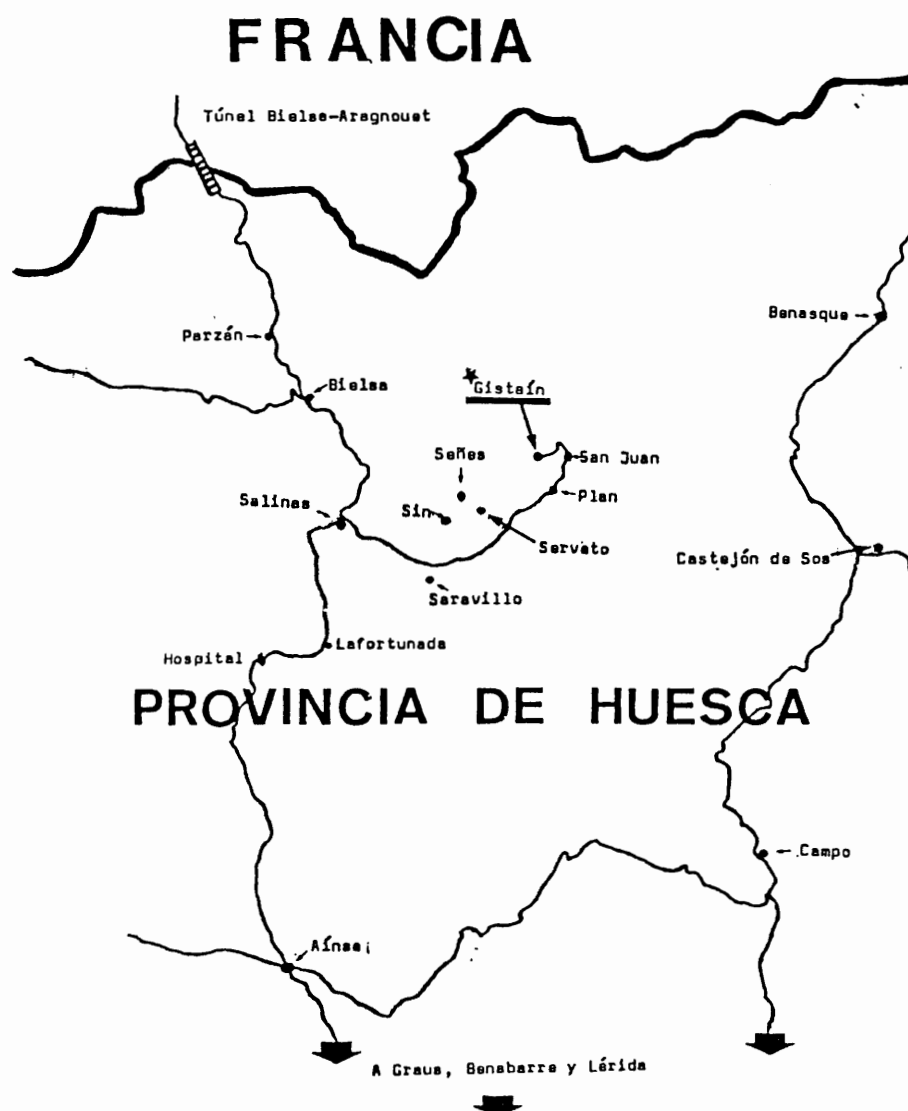 FRANCIA
Túnel Bielsa-Aragnouet
Benasque
Parzán
Bielsa
Gistaín
Señes
San Juan
Plan
Salinas
Sin
Serveto
Castejón de Sos
Saravillo
Lafortunada
Hospital
PROVINCIA DE HUESCA
Campo
Aínsa
A Graus, Benabarre y Lérida